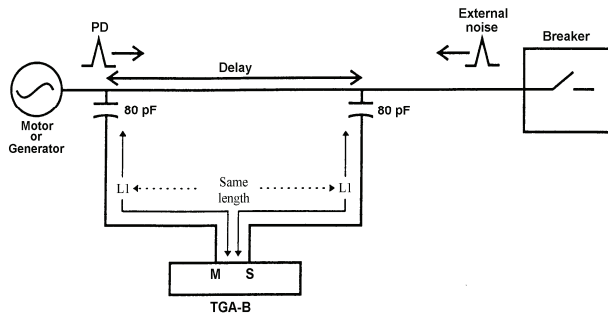 PD
External
noise
Breaker
Delay
80 pF
80 pF
Motor
or
Generator
L1
Same
length
L1
M S
TGA-B